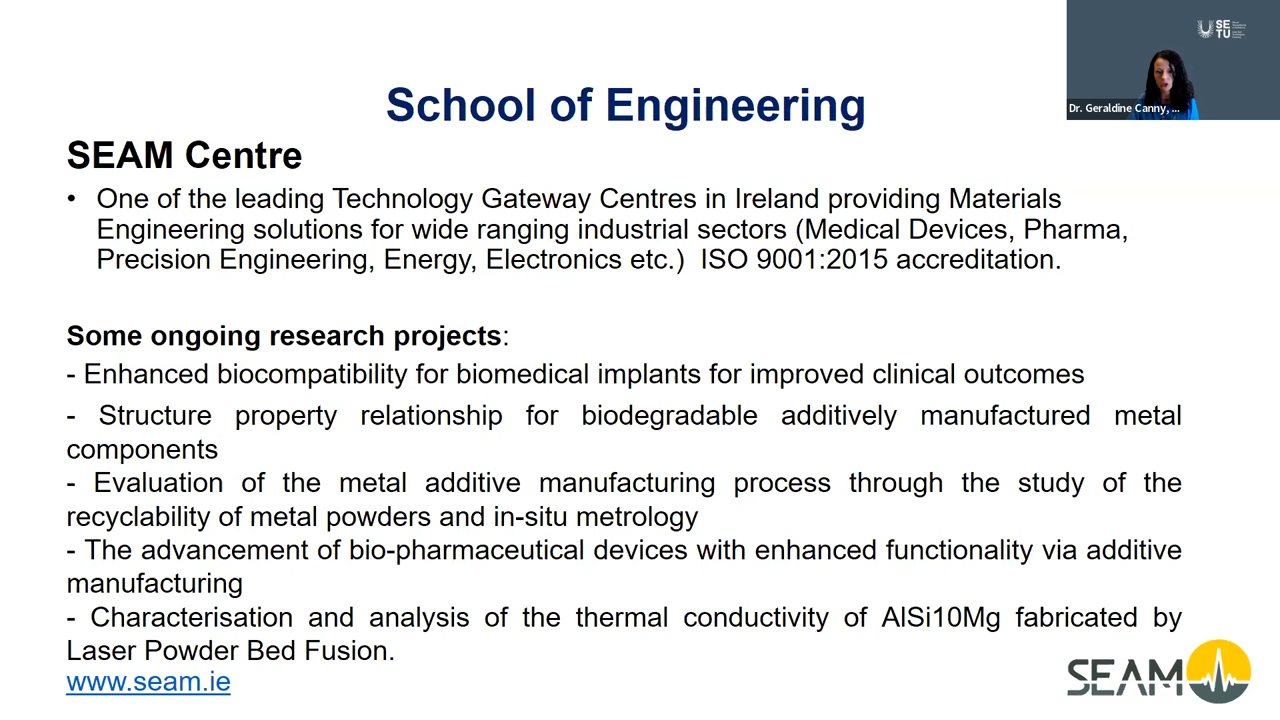 SE
TU
Dr. Geraldine Canny, ...
School of Engineering
SEAM Centre
• One of the leading Technology Gateway Centres in Ireland providing Materials
Engineering solutions for wide ranging industrial sectors (Medical Devices, Pharma,
Precision Engineering, Energy, Electronics etc.)  ISO 9001:2015 accreditation.
Some ongoing research projects:
- Enhanced biocompatibility for biomedical implants for improved clinical outcomes
- Structure property relationship for biodegradable additively manufactured metal
components
- Evaluation of the metal additive manufacturing process through the study of the
recyclability of metal powders and in-situ metrology
- The advancement of bio-pharmaceutical devices with enhanced functionality via additive
manufacturing
- Characterisation and analysis of the thermal conductivity of AlSi10Mg fabricated by
Laser Powder Bed Fusion.
www.seam.ie
SEAM